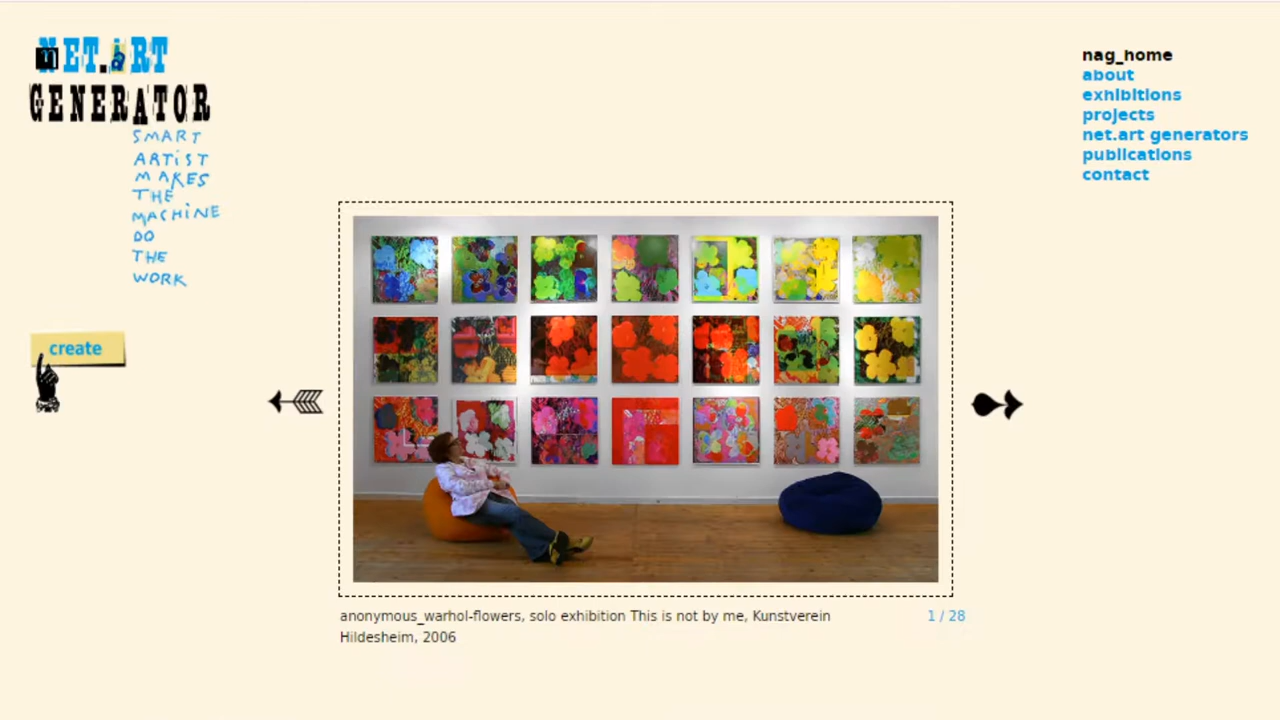 nET.aRT
GENERATOR
SMART
ARTiST
MAKES
THE
MACHiNE
DO
THE
WORK
create
nag_home
about
exhibitions
projects
net.art generators
publications
contact
anonymous_warhol-flowers, solo exhibition This is not by me, Kunstverein
Hildesheim, 2006
1 / 28